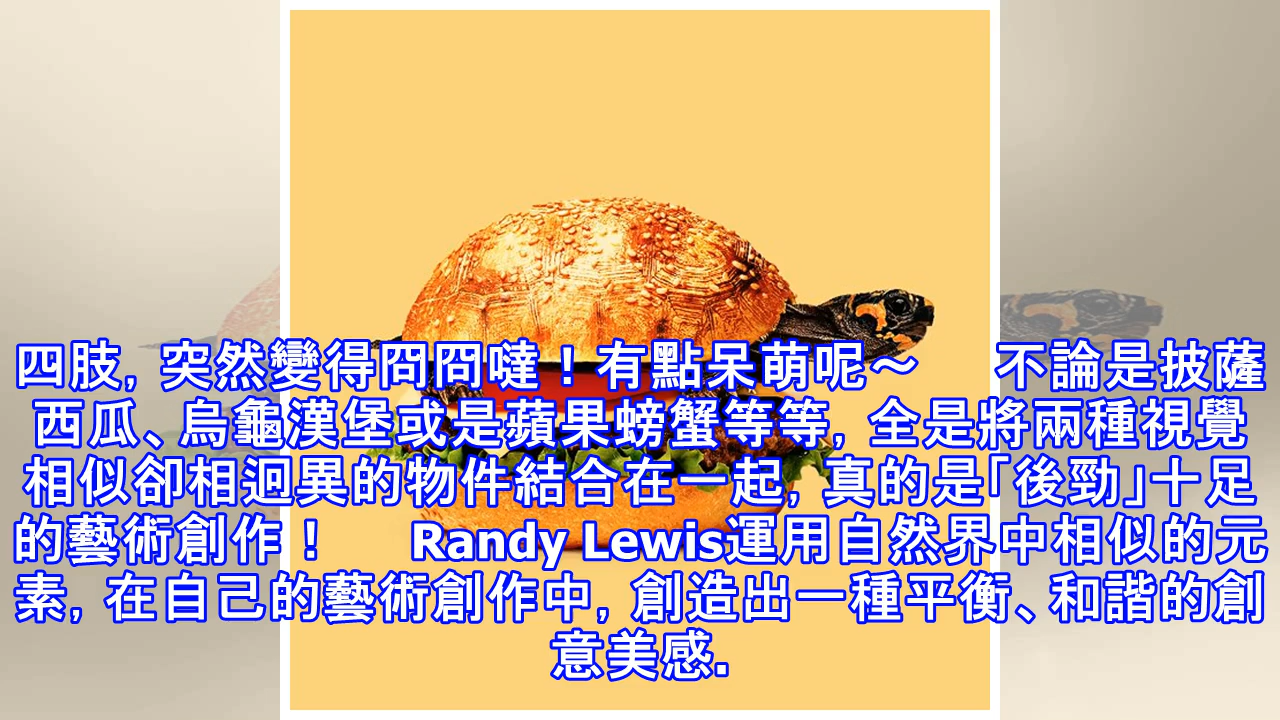 四肢, 突然變得冏冏噠！有點呆萌呢～　不論是披薩
西瓜、烏龜漢堡或是蘋果螃蟹等等, 全是將兩種視覺
相似卻相迥異的物件結合在一起, 真的是「後勁」十足
的藝術創作！　Randy Lewis運用自然界中相似的元
素, 在自己的藝術創作中, 創造出一種平衡、和諧的創
意美感.